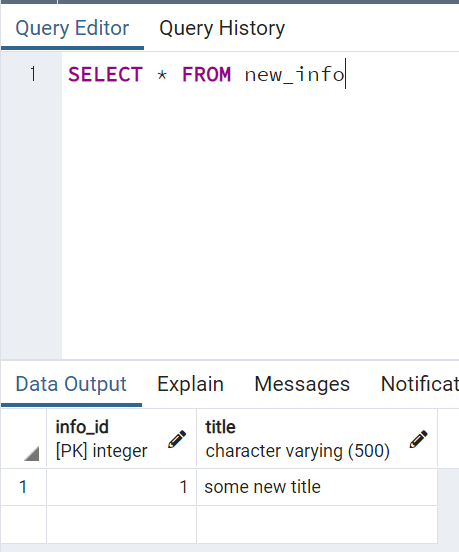 Query Editor Query History
1 SELECT * FROM new_info
Data Output Explain Messages Notificat
info_id title
[PK] integer character varying (500)
1 1 some new title